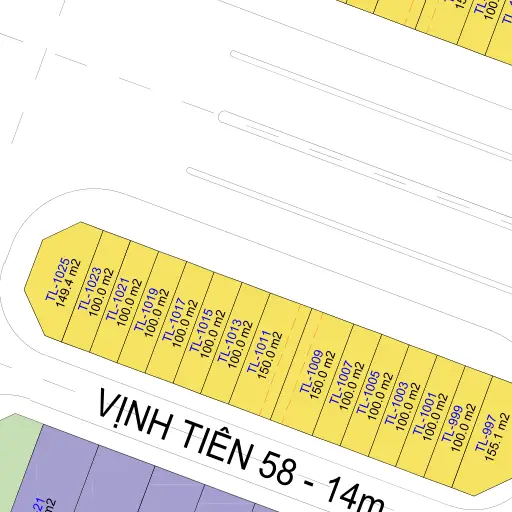 TL-1025
149.4 m2
TL-1023
100.0 m2
TL-1021
100.0 m2
TL-1019
100.0 m2
TL-1017
100.0 m2
TL-1015
100.0 m2
TL-1013
100.0 m2
TL-1011
150.0 m2
TL-1009
150.0 m2
TL-1007
100.0 m2
TL-1005
100.0 m2
TL-1003
100.0 m2
TL-1001
100.0 m2
TL-999
100.0 m2
TL-997
155.1 m2
VỊNH TIÊN 58 - 14m